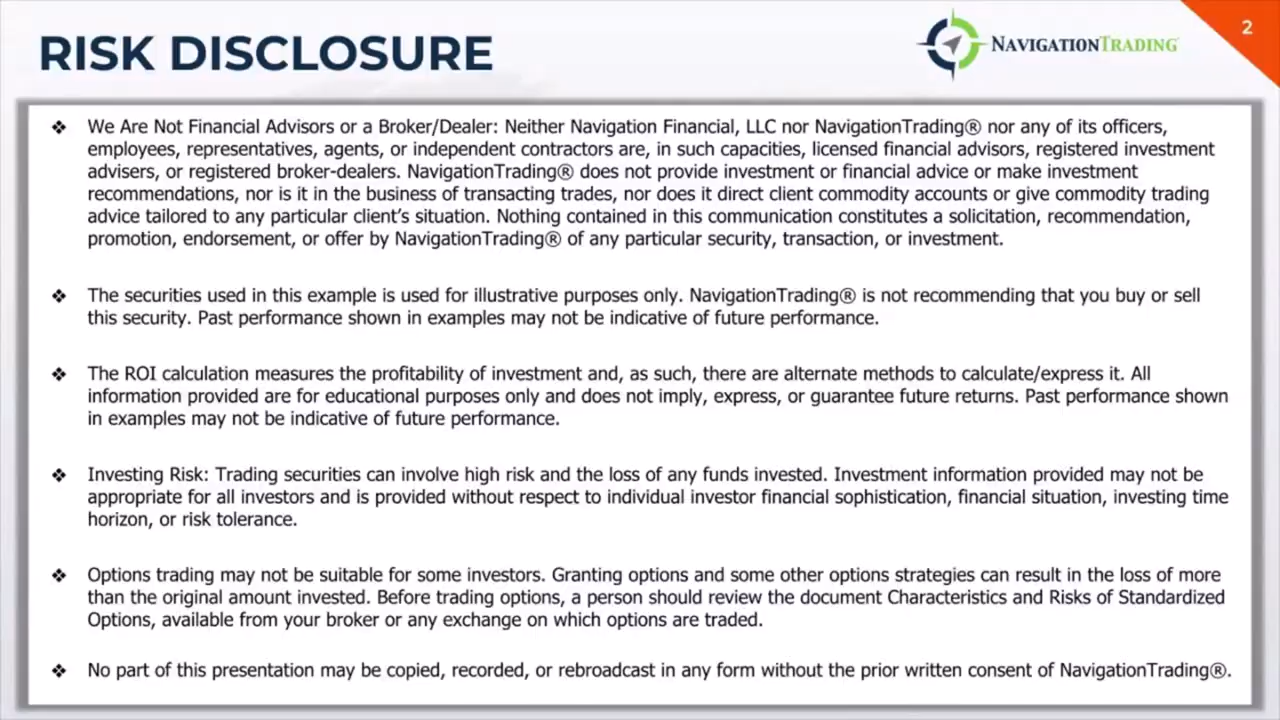 RISK DISCLOSURE
NAVIGATIONTRADING®
2
❖ We Are Not Financial Advisors or a Broker/Dealer: Neither Navigation Financial, LLC nor NavigationTrading® nor any of its officers,
employees, representatives, agents, or independent contractors are, in such capacities, licensed financial advisors, registered investment
advisers, or registered broker-dealers. NavigationTrading® does not provide investment or financial advice or make investment
recommendations, nor is it in the business of transacting trades, nor does it direct client commodity accounts or give commodity trading
advice tailored to any particular client’s situation. Nothing contained in this communication constitutes a solicitation, recommendation,
promotion, endorsement, or offer by NavigationTrading® of any particular security, transaction, or investment.
❖ The securities used in this example is used for illustrative purposes only. NavigationTrading® is not recommending that you buy or sell
this security. Past performance shown in examples may not be indicative of future performance.
❖ The ROI calculation measures the profitability of investment and, as such, there are alternate methods to calculate/express it. All
information provided are for educational purposes only and does not imply, express, or guarantee future returns. Past performance shown
in examples may not be indicative of future performance.
❖ Investing Risk: Trading securities can involve high risk and the loss of any funds invested. Investment information provided may not be
appropriate for all investors and is provided without respect to individual investor financial sophistication, financial situation, investing time
horizon, or risk tolerance.
❖ Options trading may not be suitable for some investors. Granting options and some other options strategies can result in the loss of more
than the original amount invested. Before trading options, a person should review the document Characteristics and Risks of Standardized
Options, available from your broker or any exchange on which options are traded.
❖ No part of this presentation may be copied, recorded, or rebroadcast in any form without the prior written consent of NavigationTrading®.